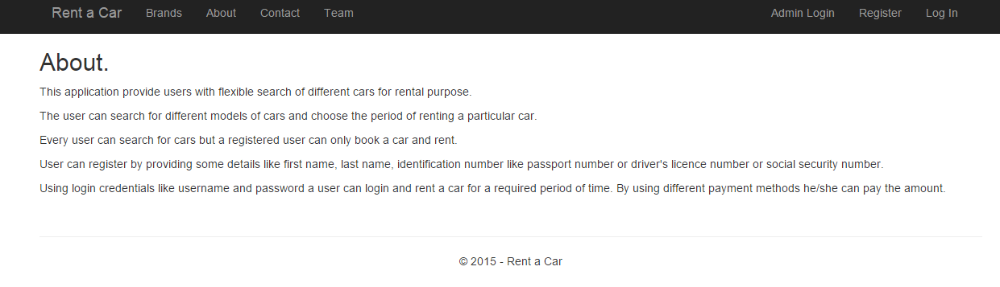 Rent a Car Brands About Contact Team Admin Login Register Log In
About.
This application provide users with flexible search of different cars for rental purpose.
The user can search for different models of cars and choose the period of renting a particular car.
Every user can search for cars but a registered user can only book a car and rent.
User can register by providing some details like first name, last name, identification number like passport number or driver's licence number or social security number.
Using login credentials like username and password a user can login and rent a car for a required period of time. By using different payment methods he/she can pay the amount.
© 2015 - Rent a Car